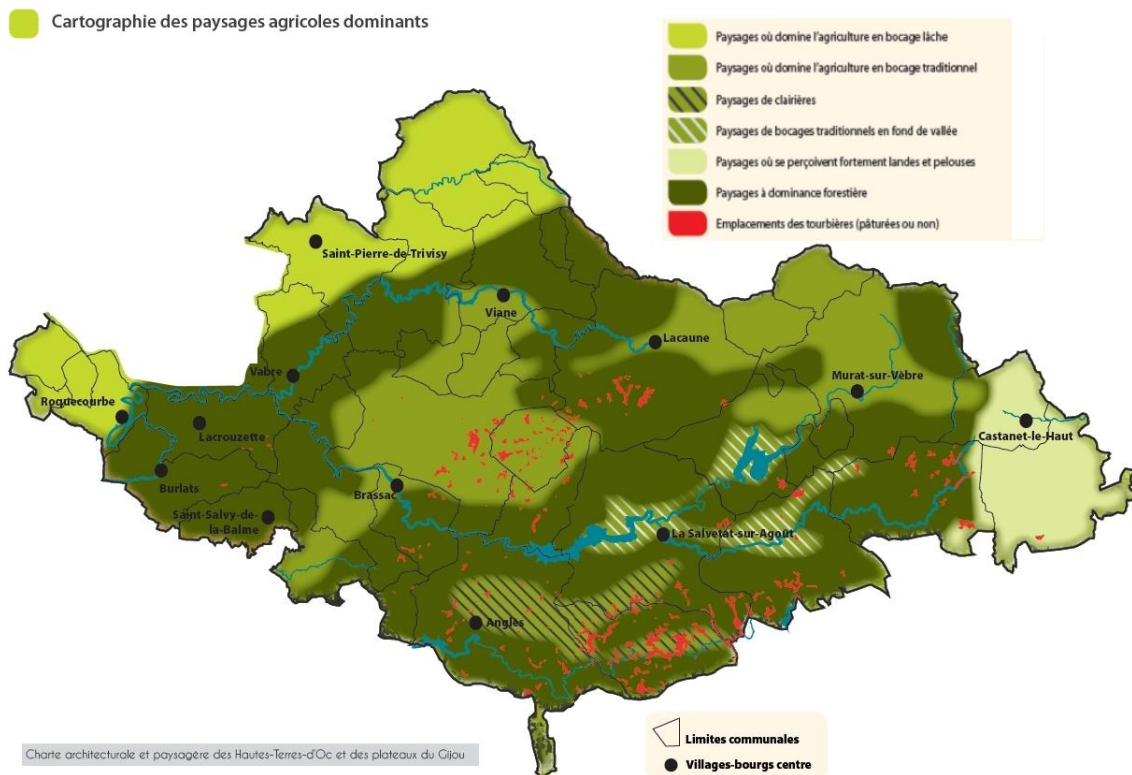 Cartographie des paysages agricoles dominants
Paysages où domine l'agriculture en bocage lâche
Paysages où domine l'agriculture en bocage traditionnel
Paysages de clairières
Paysages de bocages traditionnels en fond de vallée
Paysages où se perçoivent fortement landes et pelouses
Paysages à dominance forestière
Emplacements des tourbières (pâturées ou non)
Saint-Pierre-de-Trivisy
Viane
Lacaune
Vabre
Murat-sur-Vèbre
Roquecourbe
Lacrouzette
Castanet-le-Haut
Burlats
Brassac
Saint-Salvy-de-
la-Balme
La Salvetat-sur-Agoût
Angles
Limites communales
Villages-bourgs centre
Charte architecturale et paysagère des Hautes-Terres-d'Oc et des plateaux du Gijou